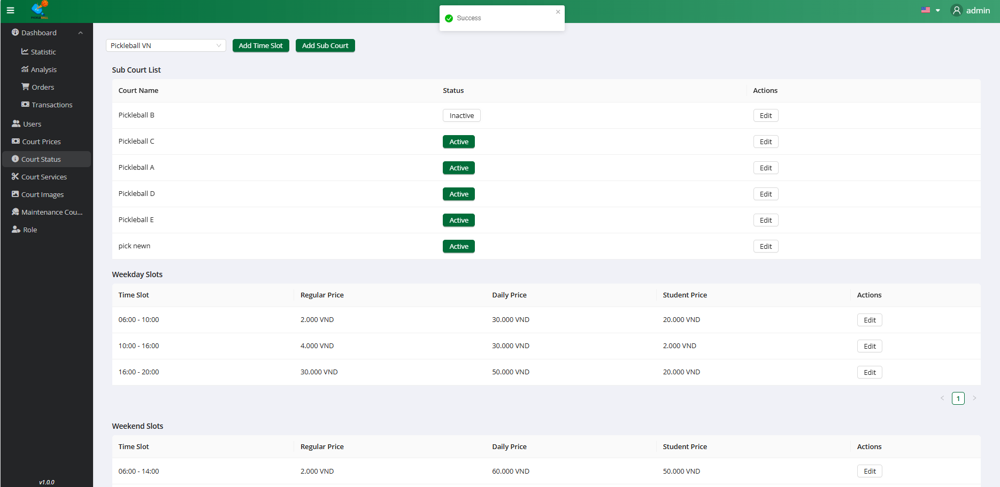 PICKLEBALL
Success
admin
Dashboard
Statistic
Analysis
Orders
Transactions
Users
Court Prices
Court Status
Court Services
Court Images
Maintenance Cou...
Role
v1.0.0
Pickleball VN
Add Time Slot
Add Sub Court
Sub Court List
Court Name Status Actions
Pickleball B Inactive Edit
Pickleball C Active Edit
Pickleball A Active Edit
Pickleball D Active Edit
Pickleball E Active Edit
pick newn Active Edit
Weekday Slots
Time Slot Regular Price Daily Price Student Price Actions
06:00 - 10:00 2.000 VND 30.000 VND 20.000 VND Edit
10:00 - 16:00 4.000 VND 30.000 VND 2.000 VND Edit
16:00 - 20:00 30.000 VND 50.000 VND 20.000 VND Edit
1
Weekend Slots
Time Slot Regular Price Daily Price Student Price Actions
06:00 - 14:00 2.000 VND 60.000 VND 50.000 VND Edit